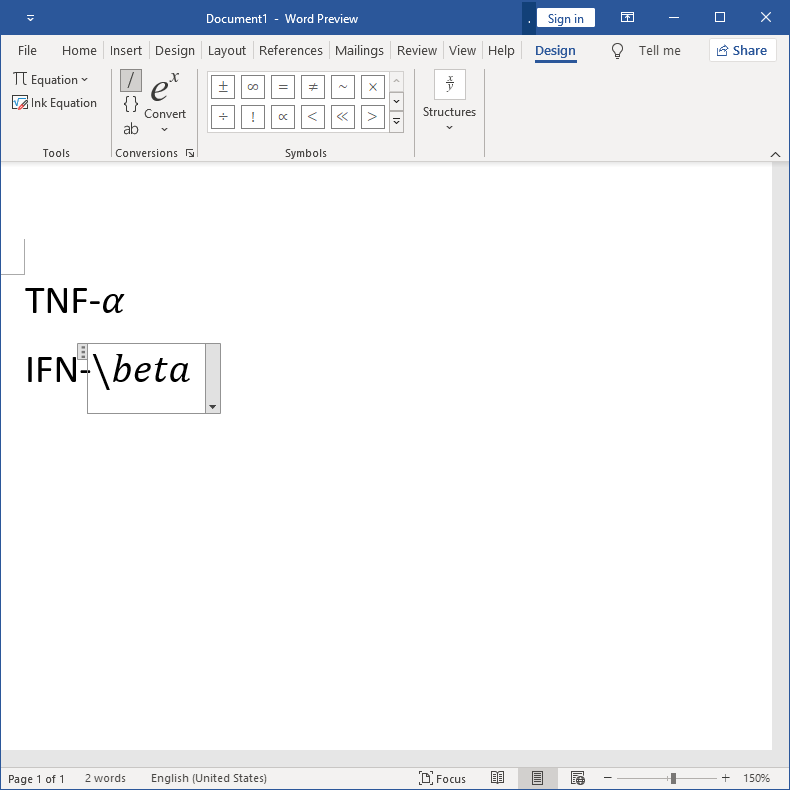 Document1 - Word Preview
. Sign in
File Home Insert Design Layout References Mailings Review View Help Design Tell me Share
π Equation
Ink Equation
/
{}
ab
eˣ
Convert
± ∞ = ≠ ~ ×
÷ ! ∝ < ≪ >
x
y
Structures
Tools Conversions Symbols
TNF-α
IFN-\beta
Page 1 of 1 2 words English (United States) Focus − + 150%